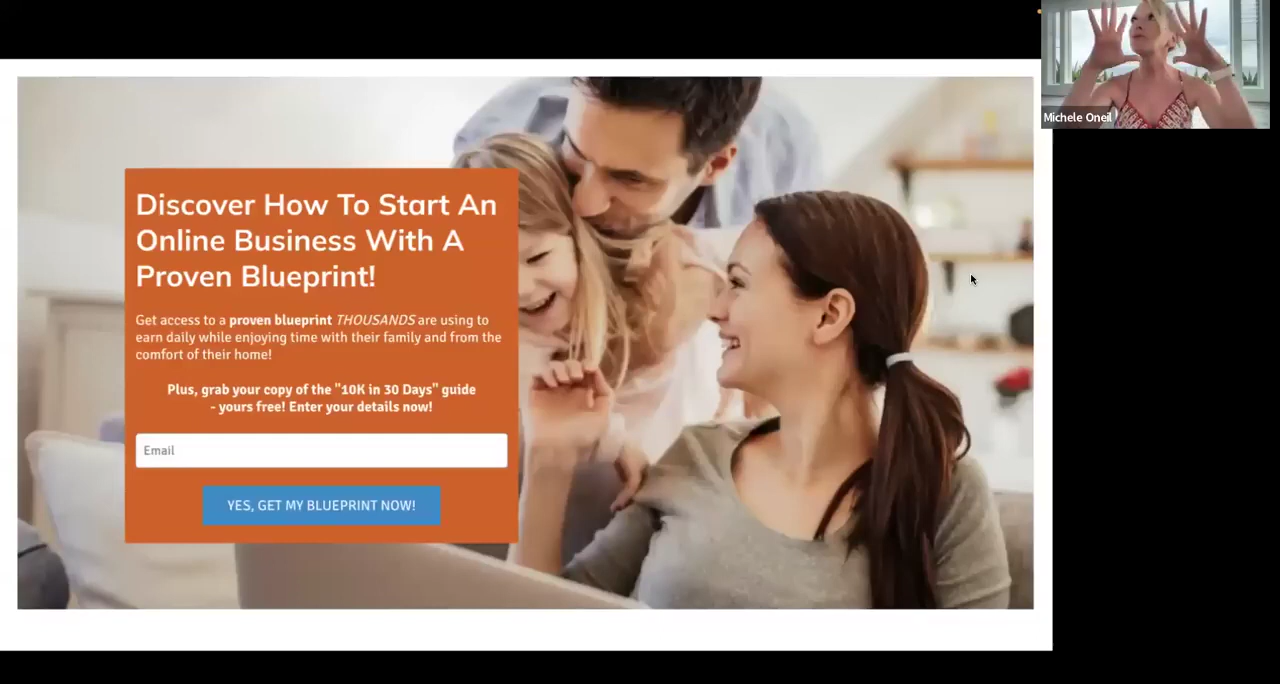 Michele Oneil
Discover How To Start An
Online Business With A
Proven Blueprint!
Get access to a proven blueprint THOUSANDS are using to
earn daily while enjoying time with their family and from the
comfort of their home!
Plus, grab your copy of the "10K in 30 Days" guide
- yours free! Enter your details now!
Email
YES, GET MY BLUEPRINT NOW!